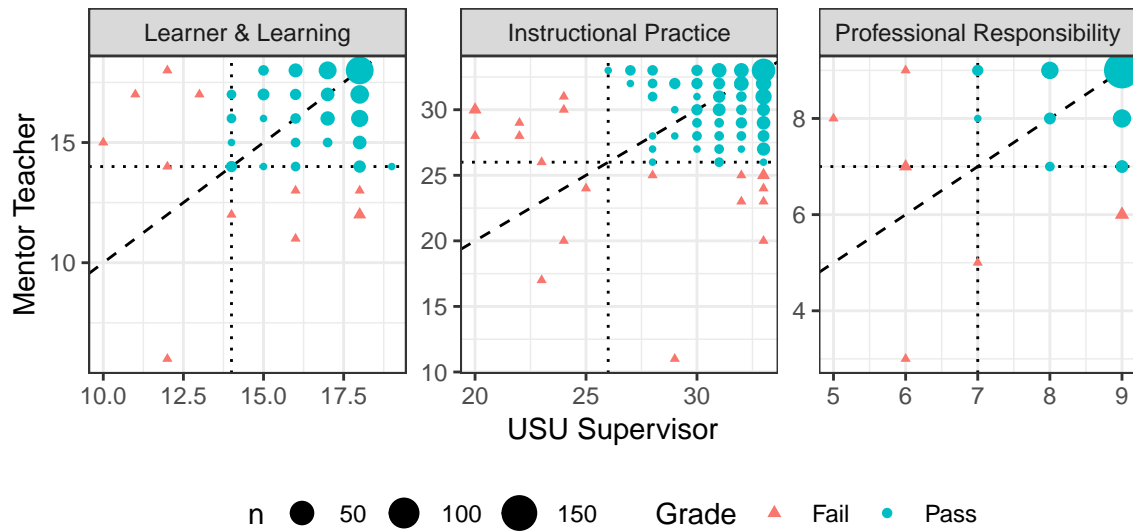 Learner & Learning
Instructional Practice
Professional Responsibility
Mentor Teacher
15
10
10.0 12.5 15.0 17.5
30
25
20
15
10
20 25 30
8
6
4
5 6 7 8 9
USU Supervisor
n 50 100 150 Grade Fail Pass